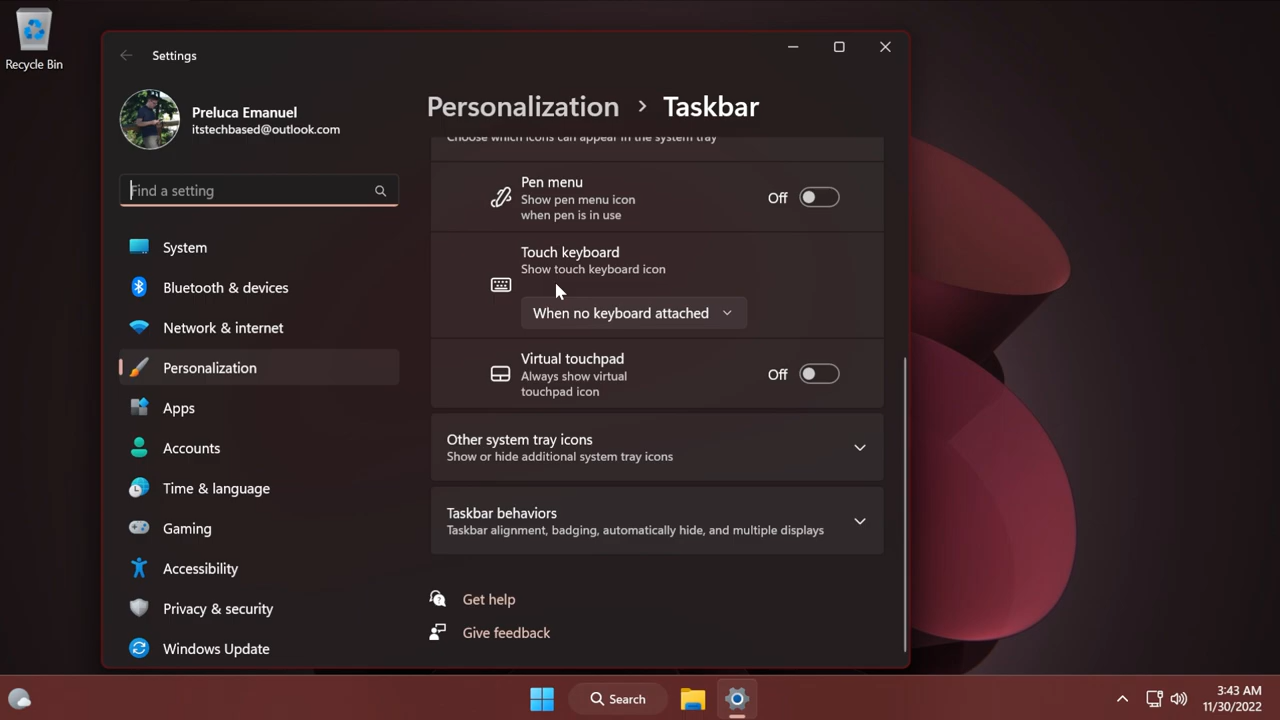 Recycle Bin
Settings
Preluca Emanuel
itstechbased@outlook.com
Find a setting
System
Bluetooth & devices
Network & internet
Personalization
Apps
Accounts
Time & language
Gaming
Accessibility
Privacy & security
Windows Update
Personalization > Taskbar
Choose which icons can appear in the system tray
Pen menu
Show pen menu icon
when pen is in use
Off
Touch keyboard
Show touch keyboard icon
When no keyboard attached
Virtual touchpad
Always show virtual
touchpad icon
Off
Other system tray icons
Show or hide additional system tray icons
Taskbar behaviors
Taskbar alignment, badging, automatically hide, and multiple displays
Get help
Give feedback
Search
3:43 AM
11/30/2022